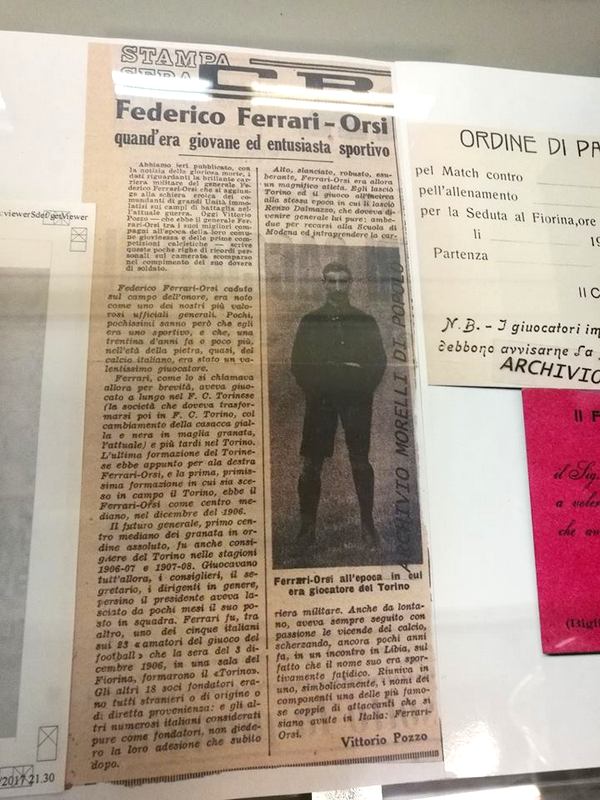 STAMPA
SERA
Federico Ferrari-Orsi
quand'era giovane ed entusiasta sportivo
Abbiamo ieri pubblicato, con
la notizia della gloriosa morte, i
dati riguardanti la brillante car-
riera militare del generale Fe-
derico Ferrari-Orsi che si aggiun-
ge alla schiera eroica dei co-
mandanti di grandi Unità immo-
latisi sui campi di battaglia nel-
l'attuale guerra. Oggi Vittorio
Pozzo — che ebbe il generale Fer-
rari-Orsi tra i suoi migliori com-
pagni all'epoca della loro comu-
ne giovinezza e delle prime com-
petizioni calcistiche — scrive
queste poche righe di ricordi per-
sonali sul camerata scomparso
nel compimento del suo dovere
di soldato.
Federico Ferrari-Orsi caduto
sul campo dell'onore, era noto
come uno dei nostri più valo-
rosi ufficiali generali. Pochi,
pochissimi sanno però che egli
era uno sportivo, e che, una
trentina d'anni fa o poco più,
nell'età della pietra, quasi, del
calcio italiano, era stato un va-
lentissimo giuocatore.
Ferrari, come lo si chiamava
allora per brevità, aveva giuo-
cato a lungo nel F. C. Torinese
(la società che doveva trasfor-
marsi poi in F. C. Torino, col
cambiamento della casacca gial-
la e nera in maglia granata,
l'attuale) e più tardi nel Torino.
L'ultima formazione del Torine-
se ebbe appunto per ala destra
Ferrari-Orsi, e la prima, primis-
sima formazione in cui sia sce-
so in campo il Torino, ebbe il
Ferrari-Orsi come centro me-
diano, nel dicembre del 1906.
Il futuro generale, primo cen-
tro mediano dei granata in or-
dine assoluto, fu anche consi-
gliere del Torino nelle stagioni
1906-07 e 1907-08. Giuocavano
tutt'allora, i consiglieri, il se-
gretario, i dirigenti in genere,
persino il presidente aveva la-
sciato da pochi mesi il suo po-
sto in squadra. Ferrari fu, tra
altro, uno dei cinque italiani
sui 23 « amatori del giuoco del
football » che la sera del 3 di-
cembre 1906, in una sala del
Fiorina, formarono il «Torino».
Gli altri 18 soci fondatori era-
no tutti stranieri o di origine o
di diretta provenienza: e gli al-
tri numerosi italiani considerati
pure come fondatori, non diede-
ro la loro adesione che subito
dopo.
Alto, slanciato, robusto, esu-
berante, Ferrari-Orsi era allora
un magnifico atleta. Egli lasciò
Torino ed il giuoco all'incirca
alla stessa epoca in cui li lasciò
Renzo Dalmazzo, che doveva di-
venire generale lui pure: ambe-
due per recarsi alla Scuola di
Modena ed intraprendere la car-
ARCHIVIO MORELLI DI POPOLO
Ferrari-Orsi all'epoca in cui
era giocatore del Torino
riera militare. Anche da lonta-
no, aveva sempre seguito con
passione le vicende del calcio,
scherzando, ancora pochi anni
fa, in un incontro in Libia, sul
fatto che il nome suo era spor-
tivamente fatidico. Riuniva in
uno, simbolicamente, i nomi dei
componenti una delle più famo-
se coppie di attaccanti che si
siano avute in Italia: Ferrari-
Orsi.
Vittorio Pozzo
ORDINE DI
pel Match contro
pell'allenamento
per la Seduta al Fiorina, ore
li 19
Partenza
N.B. - I giuocatori
debbono avvisarne
ARCHIVIO
Il
il Sig.
a
che
2017 21.30